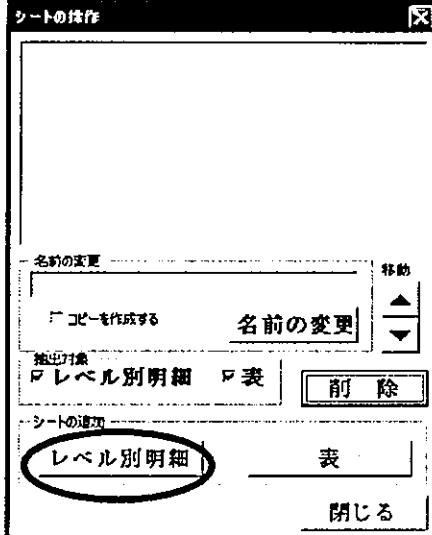 シートの操作
名前の変更
移動
コピーを作成する
名前の変更
抽出対象
レベル別明細 表
削 除
シートの追加
レベル別明細 表
閉じる